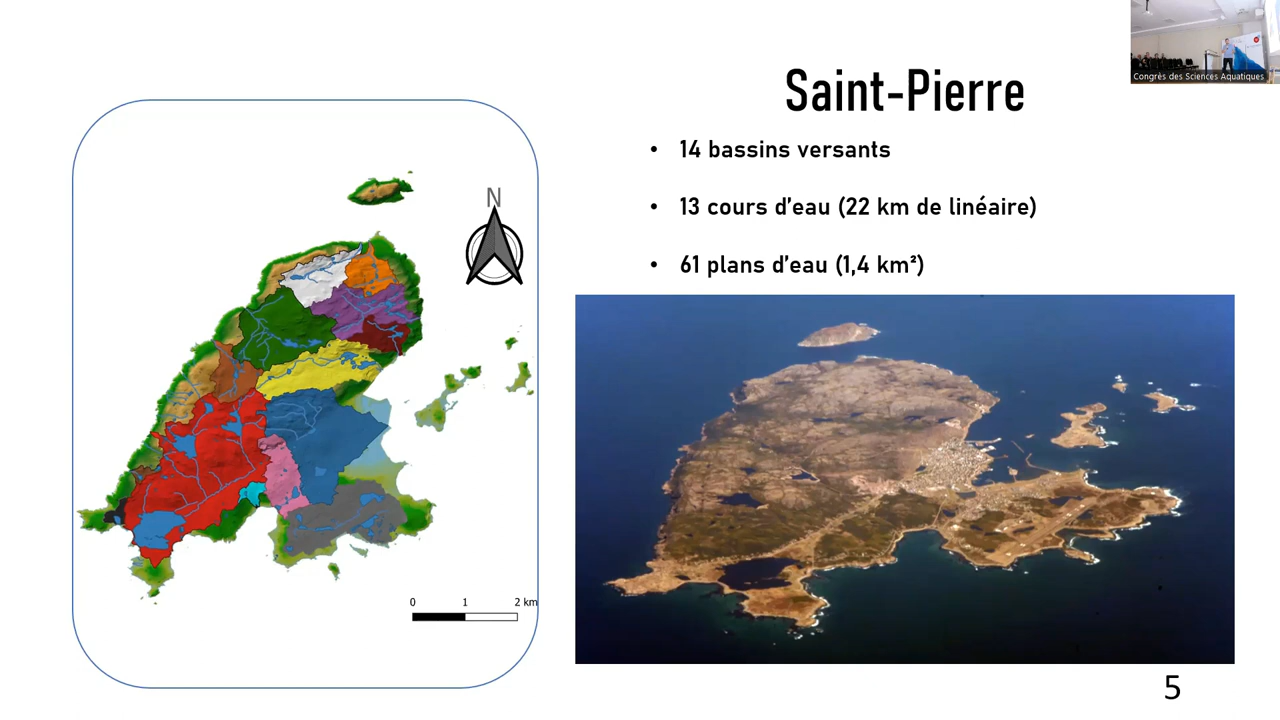 Congrès des Sciences Aquatiques
Saint-Pierre
• 14 bassins versants
• 13 cours d'eau (22 km de linéaire)
• 61 plans d'eau (1,4 km²)
N
0 1 2 km
5